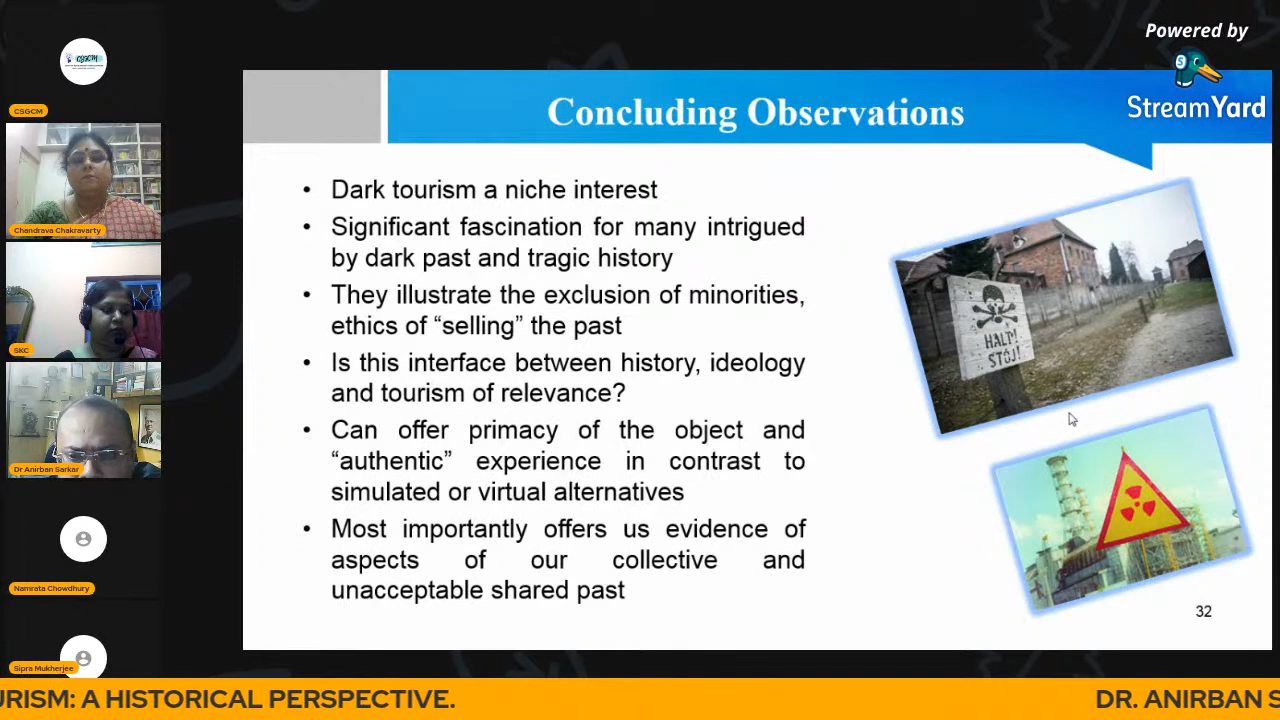 Powered by
StreamYard
CSGCM
CSGCM
Chandrava Chakravarty
SKC
Dr Anirban Sarkar
Namrata Chowdhury
Sipra Mukherjee
Concluding Observations
• Dark tourism a niche interest
• Significant fascination for many intrigued
by dark past and tragic history
• They illustrate the exclusion of minorities,
ethics of “selling” the past
• Is this interface between history, ideology
and tourism of relevance?
• Can offer primacy of the object and
“authentic” experience in contrast to
simulated or virtual alternatives
• Most importantly offers us evidence of
aspects of our collective and
unacceptable shared past
HALT!
STÓJ!
32
URISM: A HISTORICAL PERSPECTIVE.
DR. ANIRBAN S